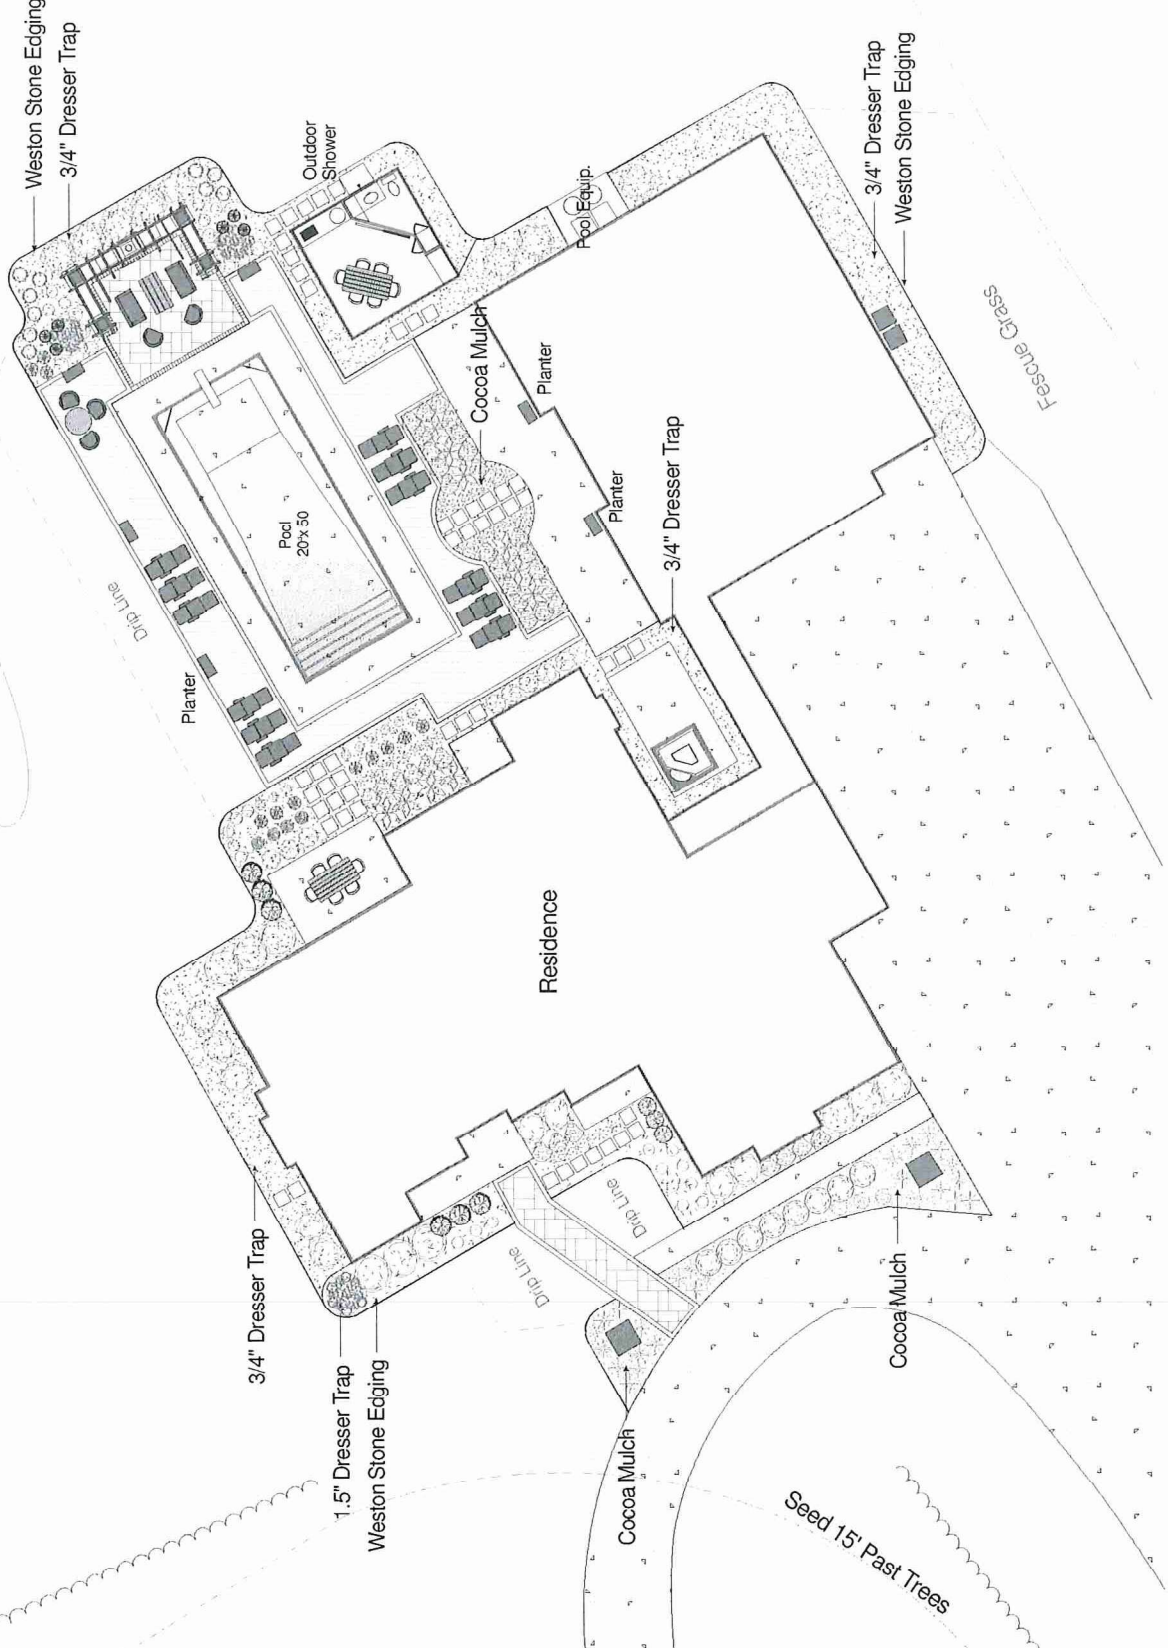 Weston Stone Edging
3/4" Dresser Trap
Outdoor
Shower
3/4" Dresser Trap
Weston Stone Edging
Pool Equip.
Fescue Grass
Cocoa Mulch
Planter
Planter
3/4" Dresser Trap
Pool
20'x 50
Drip Line
Planter
Residence
3/4" Dresser Trap
1.5" Dresser Trap
Weston Stone Edging
Drip Line
Drip Line
Cocoa Mulch
Cocoa Mulch
Seed 15' Past Trees